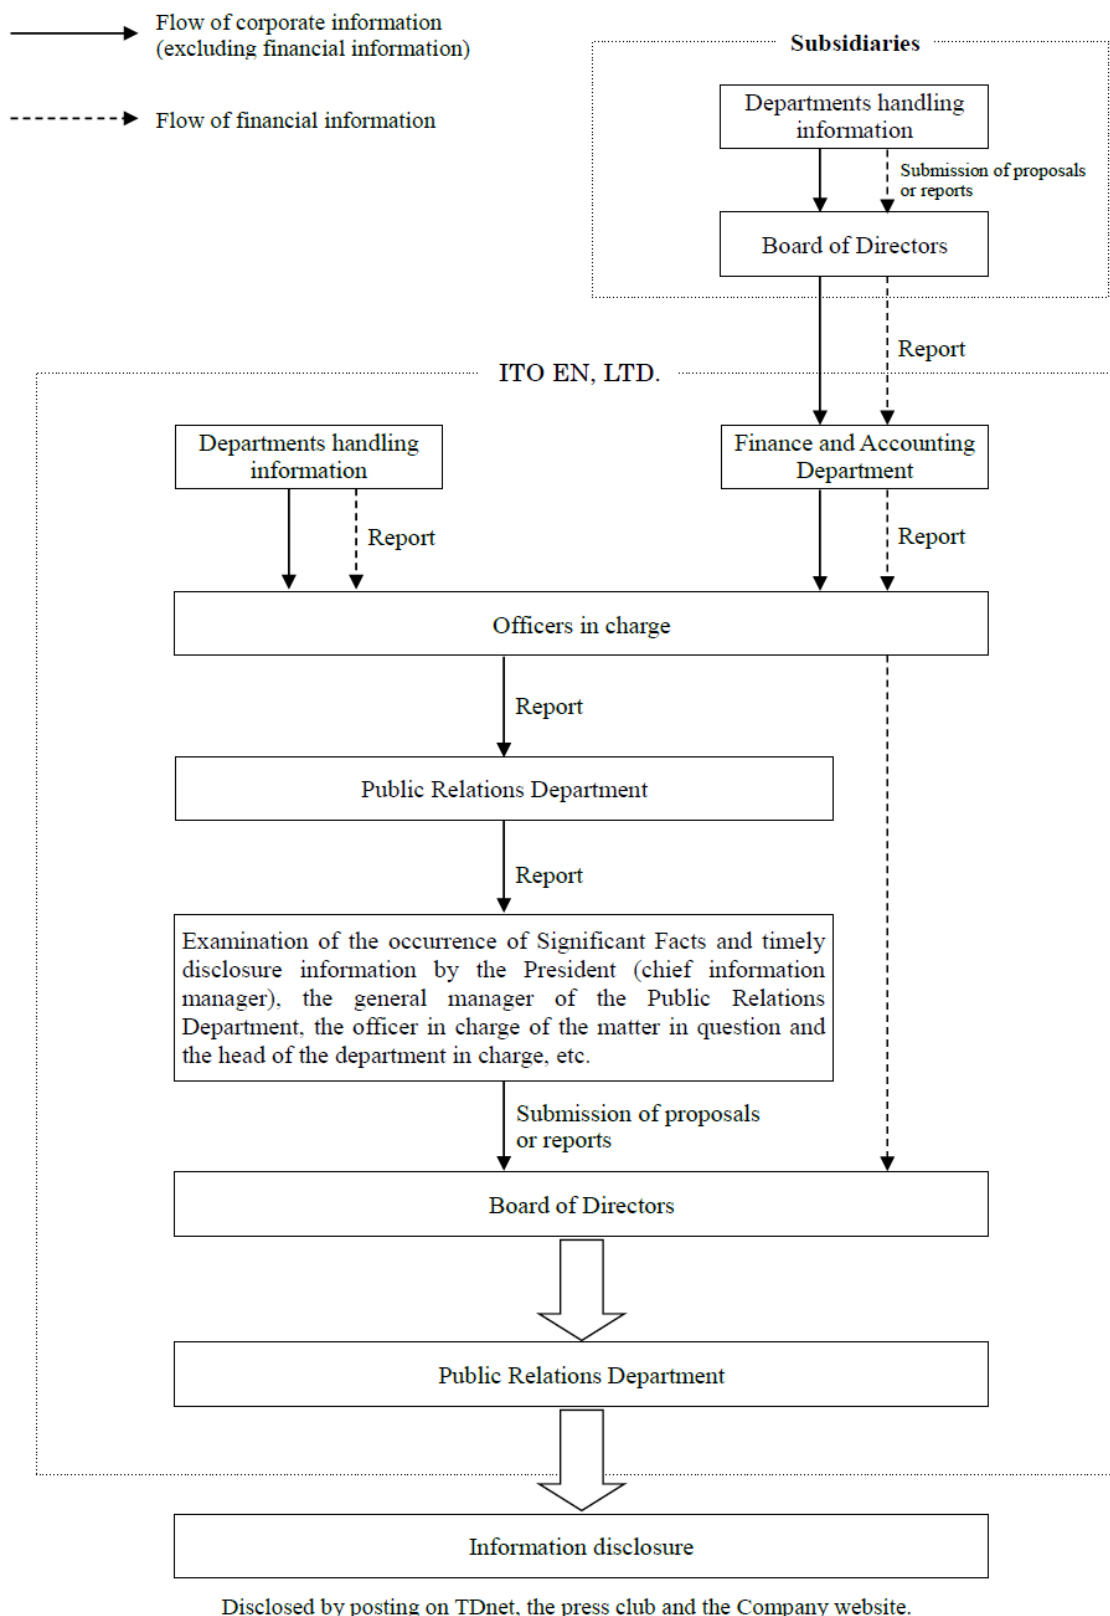 Flow of corporate information
(excluding financial information)
Flow of financial information
Subsidiaries
Departments handling
information
Submission of proposals
or reports
Board of Directors
Report
ITO EN, LTD.
Departments handling
information
Finance and Accounting
Department
Report
Report
Officers in charge
Report
Public Relations Department
Report
Examination of the occurrence of Significant Facts and timely
disclosure information by the President (chief information
manager), the general manager of the Public Relations
Department, the officer in charge of the matter in question and
the head of the department in charge, etc.
Submission of proposals
or reports
Board of Directors
Public Relations Department
Information disclosure
Disclosed by posting on TDnet, the press club and the Company website.